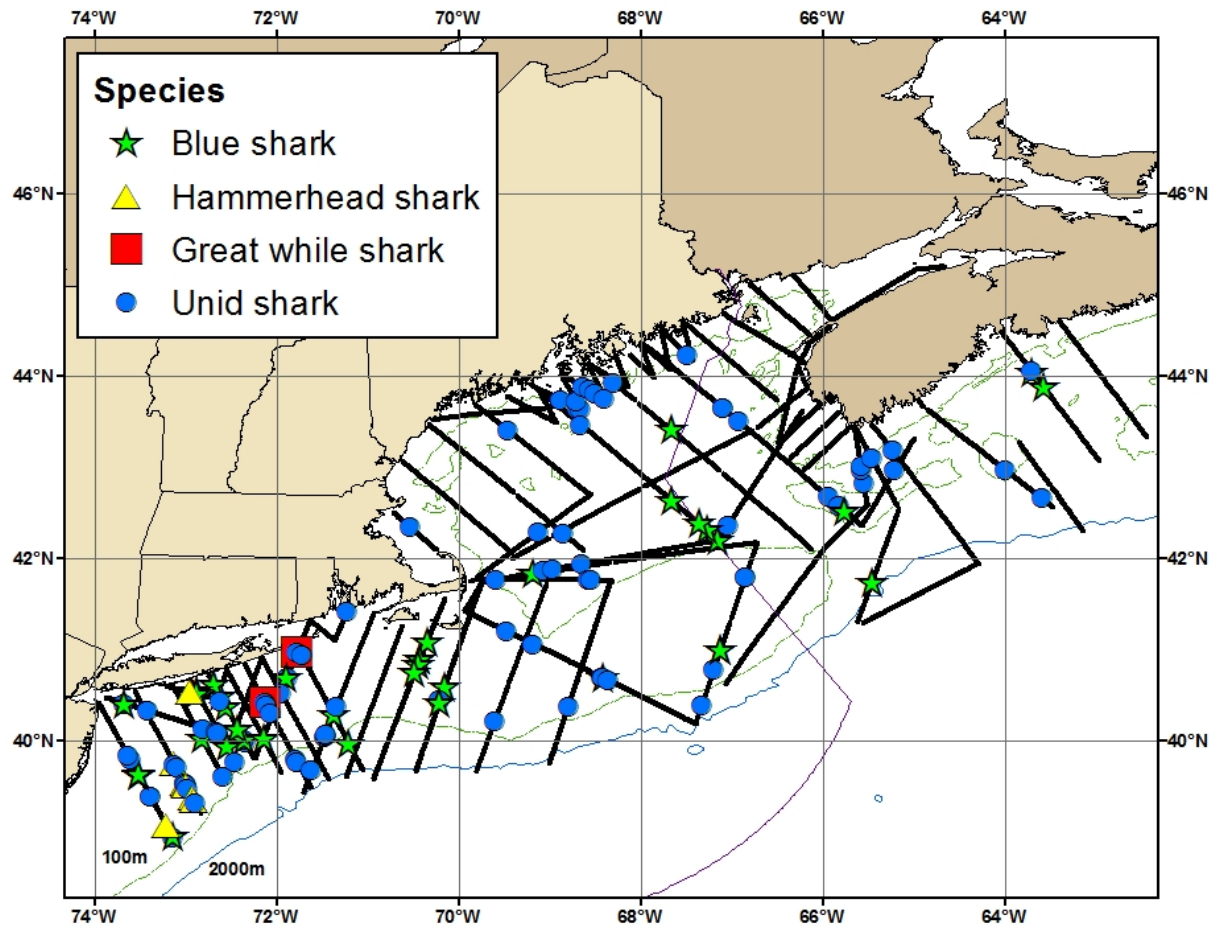 74°W 72°W 70°W 68°W 66°W 64°W
Species
Blue shark
Hammerhead shark
Great while shark
Unid shark
46°N 46°N
44°N 44°N
42°N 42°N
40°N 40°N
100m
2000m
74°W 72°W 70°W 68°W 66°W 64°W